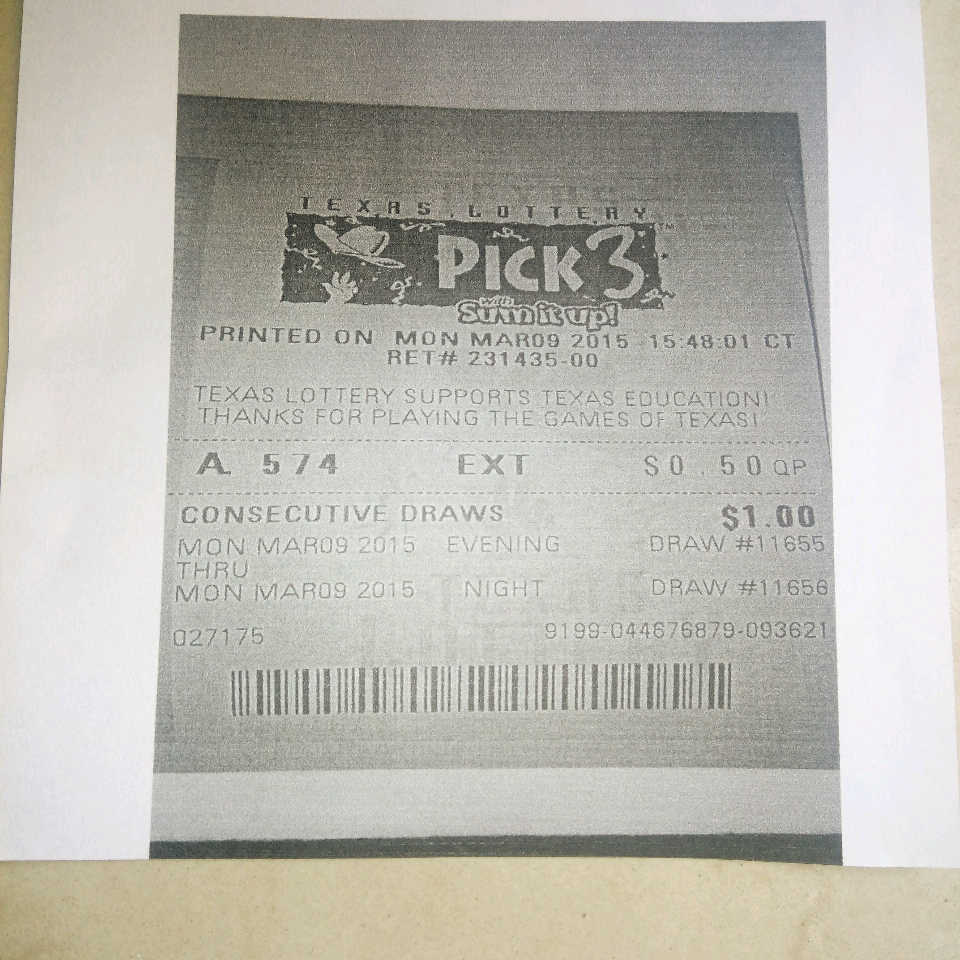 TEXAS LOTTERY
PICK 3™
with
Sum it up!
PRINTED ON MON MAR09 2015 15:48:01 CT
RET# 231435-00
TEXAS LOTTERY SUPPORTS TEXAS EDUCATION!
THANKS FOR PLAYING THE GAMES OF TEXAS!
A. 574 EXT $0.50 QP
CONSECUTIVE DRAWS $1.00
MON MAR09 2015 EVENING DRAW #11655
THRU
MON MAR09 2015 NIGHT DRAW #11656
027175 9199-044676879-093621